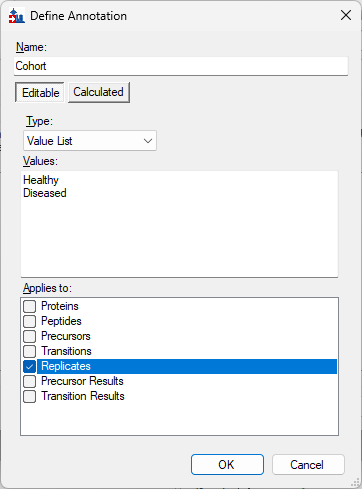 Define Annotation
Name:
Cohort
Editable
Calculated
Type:
Value List
Values:
Healthy
Diseased
Applies to:
Proteins
Peptides
Precursors
Transitions
Replicates
Precursor Results
Transition Results
OK
Cancel